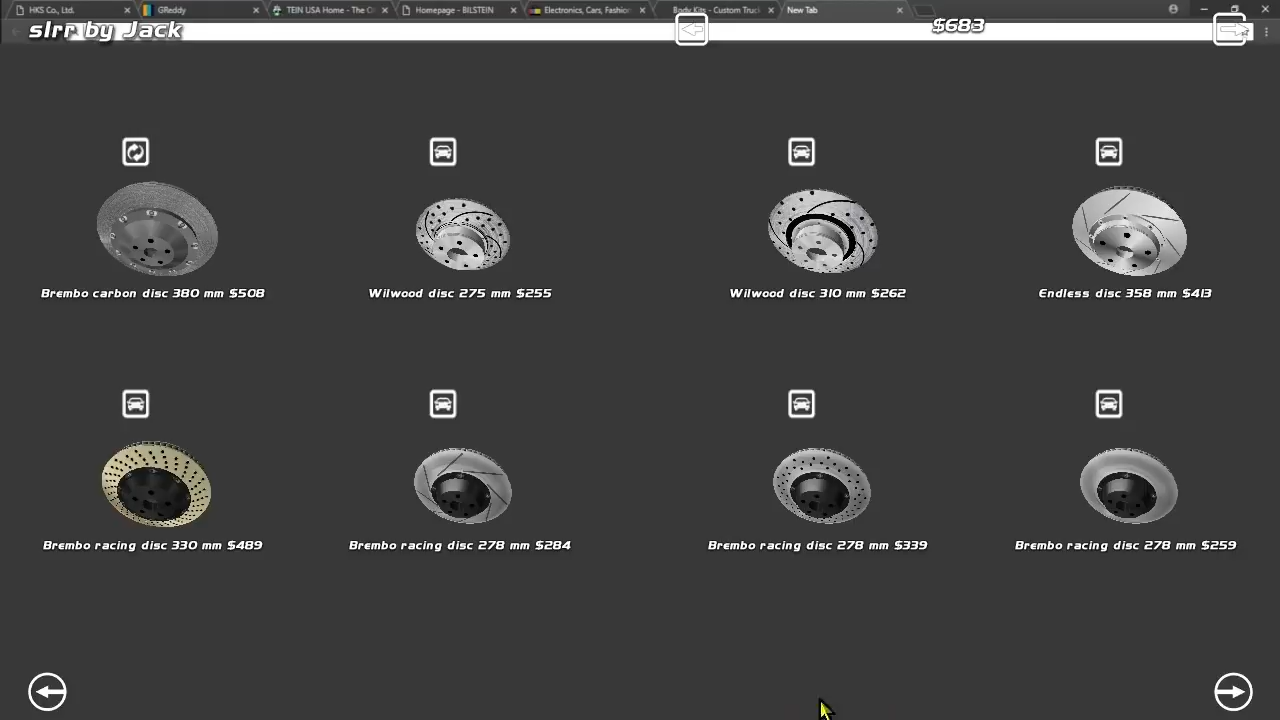 HKS Co., Ltd.
GReddy
TEIN USA Home - The O
Homepage - BILSTEIN
Electronics, Cars, Fashion
Body Kits - Custom Truc
New Tab
slrr by Jack
$683
Brembo carbon disc 380 mm $508
Wilwood disc 275 mm $255
Wilwood disc 310 mm $262
Endless disc 358 mm $413
Brembo racing disc 330 mm $489
Brembo racing disc 278 mm $284
Brembo racing disc 278 mm $339
Brembo racing disc 278 mm $259